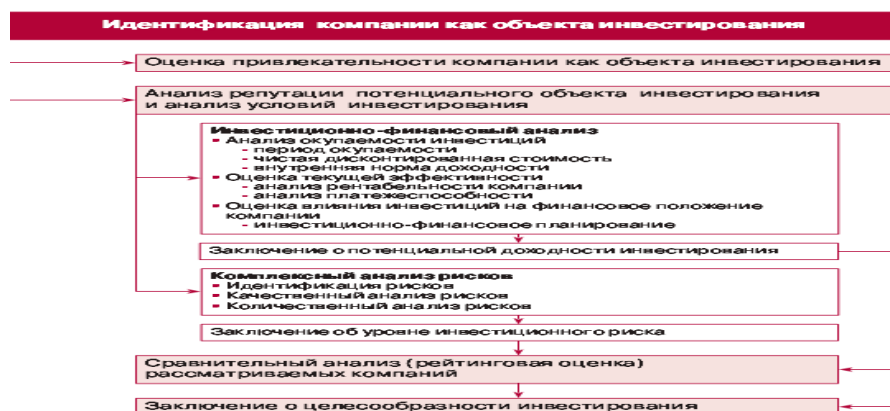 Идентификация компании как объекта инвестирования
Оценка привлекательности компании как объекта инвестирования
Анализ репутации потенциального объекта инвестирования
и анализ условий инвестирования
Инвестиционно-финансовый анализ
▪ Анализ окупаемости инвестиций
- период окупаемости
- чистая дисконтированная стоимость
- внутренняя норма доходности
▪ Оценка текущей эффективности
- анализ рентабельности компании
- анализ платежеспособности
▪ Оценка влияния инвестиций на финансовое положение
компании
- инвестиционно-финансовое планирование
Заключение о потенциальной доходности инвестирования
Комплексный анализ рисков
▪ Идентификация рисков
▪ Качественный анализ рисков
▪ Количественный анализ рисков
Заключение об уровне инвестиционного риска
Сравнительный анализ (рейтинговая оценка)
рассматриваемых компаний
Заключение о целесообразности инвестирования